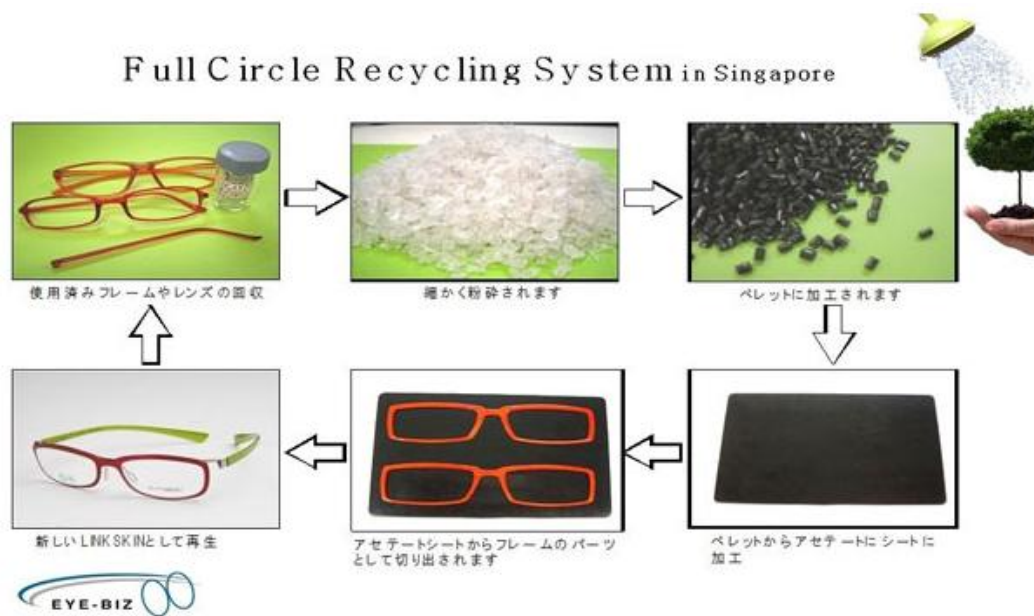 Full Circle Recycling System in Singapore
使用済みフレームやレンズの回収
細かく粉砕されます
ペレットに加工されます
新しいLINKSKINとして再生
アセテートシートからフレームのパーツ
として切り出されます
ペレットからアセテートにシートに
加工
EYE-BIZ